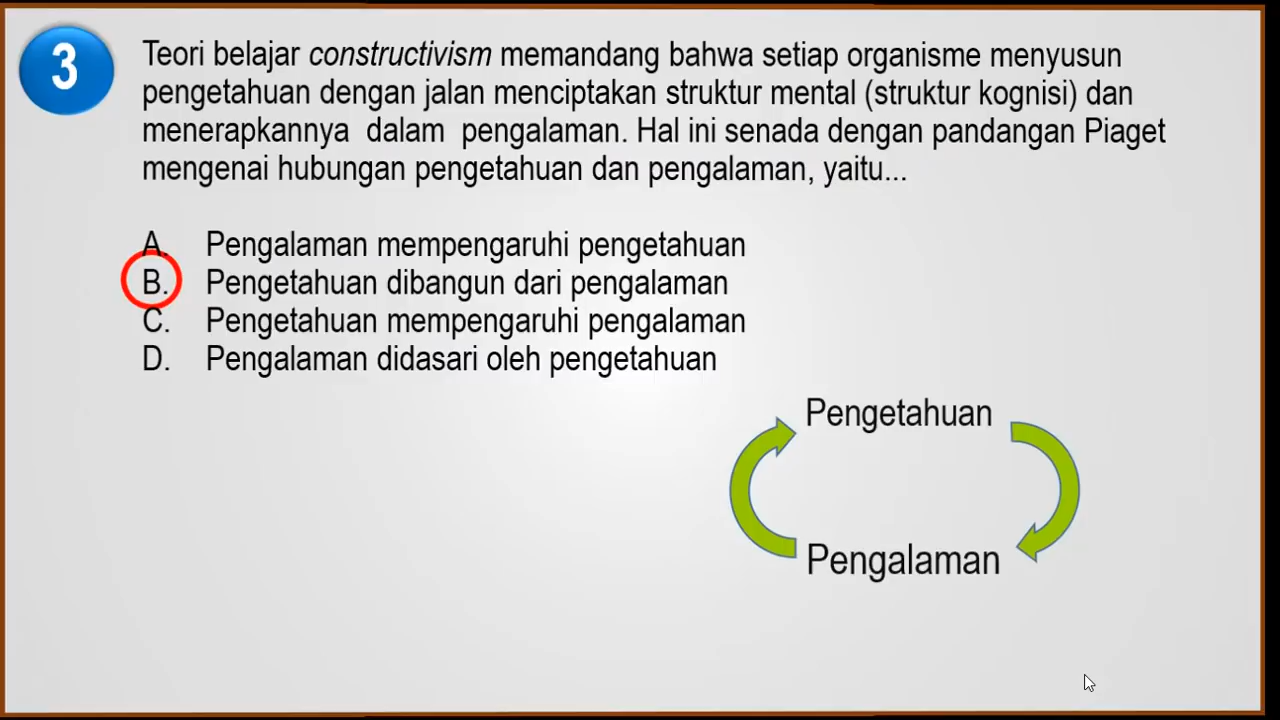 3
Teori belajar constructivism memandang bahwa setiap organisme menyusun
pengetahuan dengan jalan menciptakan struktur mental (struktur kognisi) dan
menerapkannya dalam pengalaman. Hal ini senada dengan pandangan Piaget
mengenai hubungan pengetahuan dan pengalaman, yaitu...
A. Pengalaman mempengaruhi pengetahuan
B. Pengetahuan dibangun dari pengalaman
C. Pengetahuan mempengaruhi pengalaman
D. Pengalaman didasari oleh pengetahuan
Pengetahuan
Pengalaman